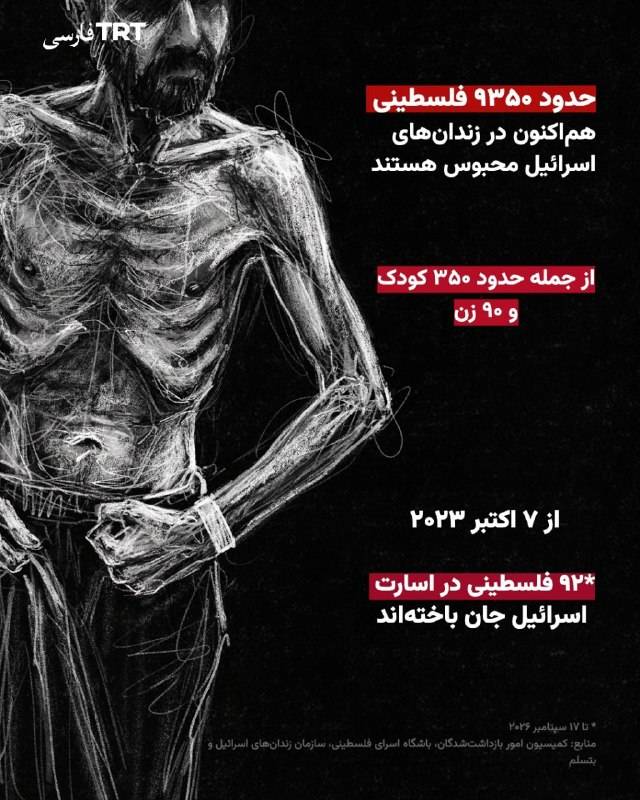 TRT فارسی
حدود ۹۳۵۰ فلسطینی
هم‌اکنون در زندان‌های
اسرائیل محبوس هستند
از جمله حدود ۳۵۰ کودک
و ۹۰ زن
از ۷ اکتبر ۲۰۲۳
*۹۲ فلسطینی در اسارت
اسرائیل جان باخته‌اند
* تا ۱۷ سپتامبر ۲۰۲۶
منابع: کمیسیون امور بازداشت‌شدگان، باشگاه اسرای فلسطینی، سازمان زندان‌های اسرائیل و
بتسلم